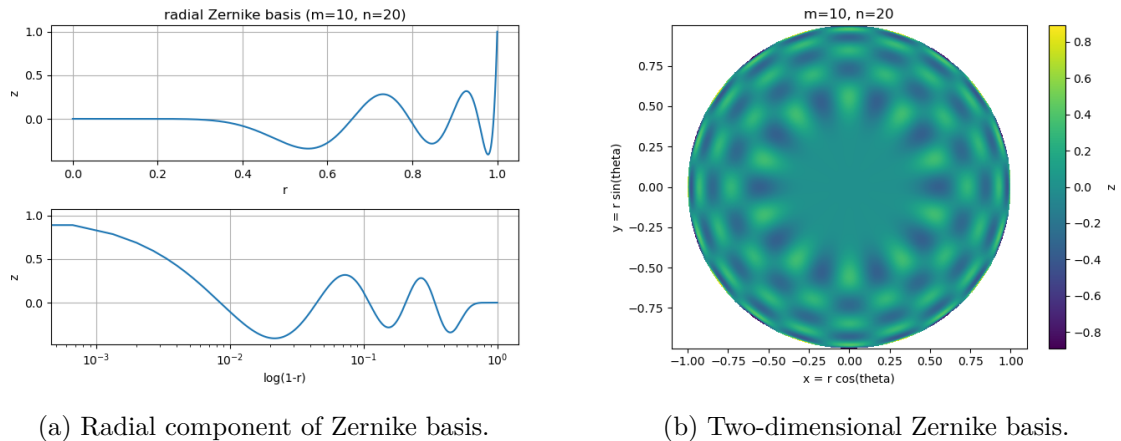 radial Zernike basis (m=10, n=20)
1.0
0.5
0.0
z
0.0 0.2 0.4 0.6 0.8 1.0
r
1.0
0.5
0.0
z
10⁻³ 10⁻² 10⁻¹ 10⁰
log(1-r)
(a) Radial component of Zernike basis.
m=10, n=20
0.75
0.50
0.25
0.00
−0.25
−0.50
−0.75
y = r sin(theta)
−1.00 −0.75 −0.50 −0.25 0.00 0.25 0.50 0.75 1.00
x = r cos(theta)
0.8
0.6
0.4
0.2
0.0
−0.2
−0.4
−0.6
−0.8
z
(b) Two-dimensional Zernike basis.